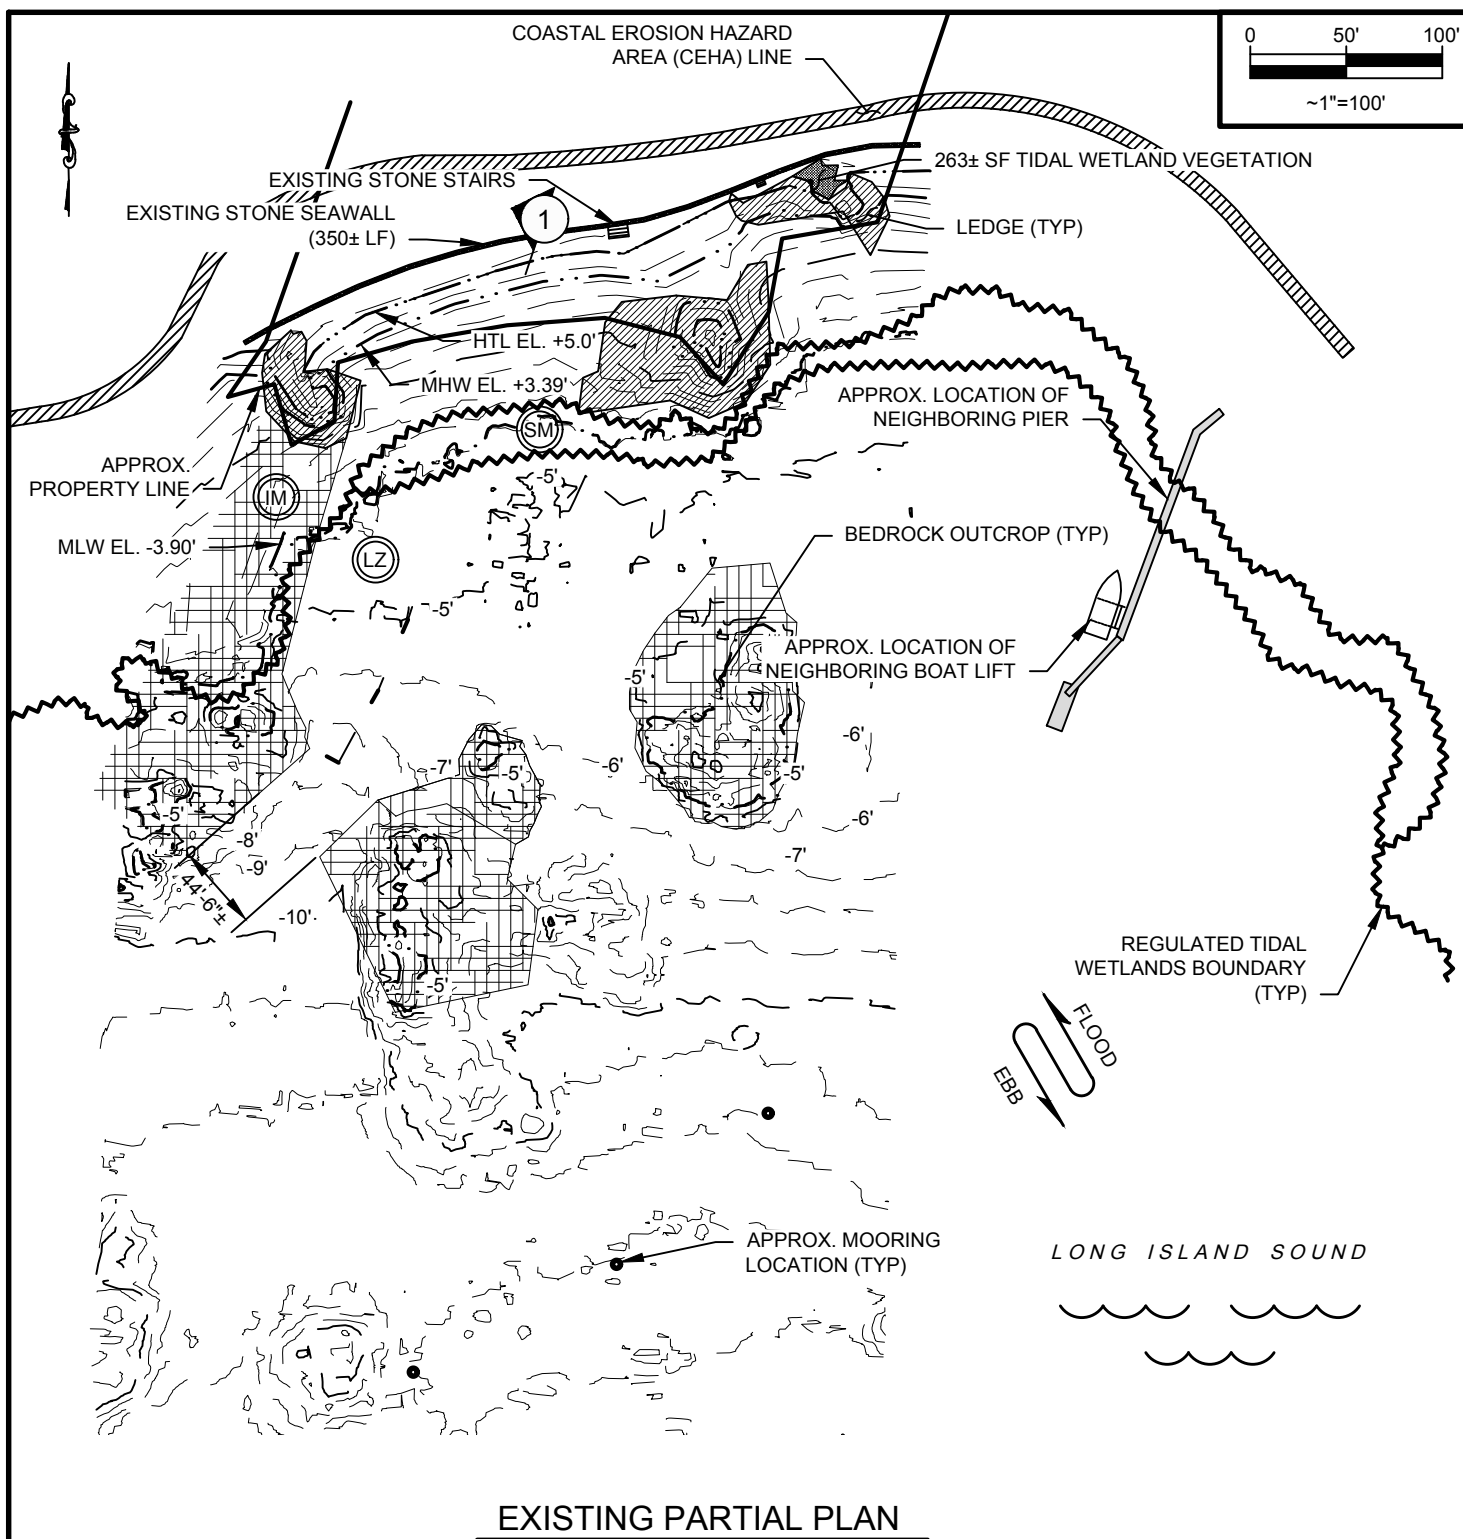 COASTAL EROSION HAZARD
AREA (CEHA) LINE
0 50' 100'
~1"=100'
263± SF TIDAL WETLAND VEGETATION
EXISTING STONE STAIRS
EXISTING STONE SEAWALL
(350± LF)
1
LEDGE (TYP)
HTL EL. +5.0'
MHW EL. +3.39'
APPROX. LOCATION OF
NEIGHBORING PIER
SM
APPROX.
PROPERTY LINE
IM
-5'
MLW EL. -3.90'
LZ
BEDROCK OUTCROP (TYP)
-5'
APPROX. LOCATION OF
NEIGHBORING BOAT LIFT
-5'
-6'
-7'
-5'
-6'
-5'
-5'
-6'
-8'
-7'
-9'
44'-6"±
-10'
-5'
REGULATED TIDAL
WETLANDS BOUNDARY
(TYP)
FLOOD
EBB
APPROX. MOORING
LOCATION (TYP)
LONG ISLAND SOUND
EXISTING PARTIAL PLAN